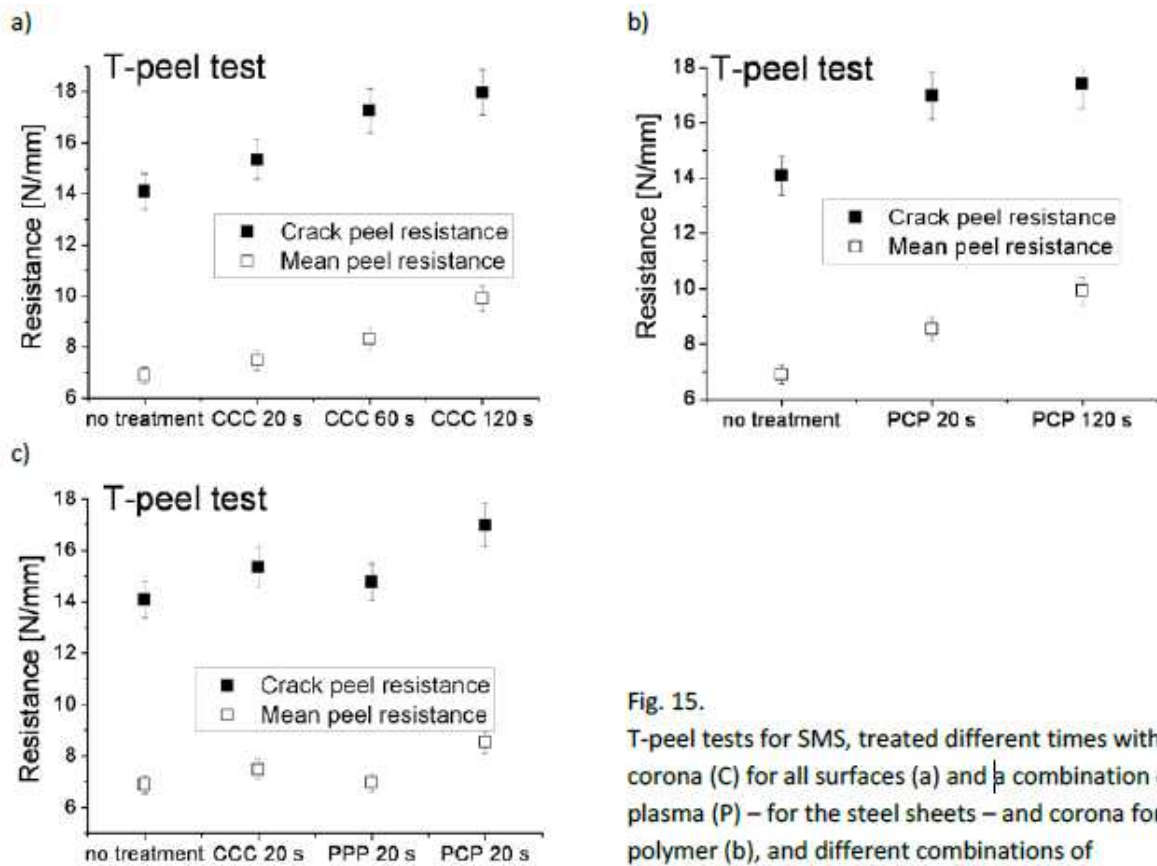 a)
T-peel test
Resistance [N/mm]
18
16
14
12
10
8
6
Crack peel resistance
Mean peel resistance
no treatment CCC 20 s CCC 60 s CCC 120 s
b)
T-peel test
Resistance [N/mm]
18
16
14
12
10
8
6
Crack peel resistance
Mean peel resistance
no treatment PCP 20 s PCP 120 s
c)
T-peel test
Resistance [N/mm]
18
16
14
12
10
8
6
Crack peel resistance
Mean peel resistance
no treatment CCC 20 s PPP 20 s PCP 20 s
Fig. 15.
T-peel tests for SMS, treated different times with
corona (C) for all surfaces (a) and a combination
plasma (P) – for the steel sheets – and corona for
polymer (b), and different combinations of